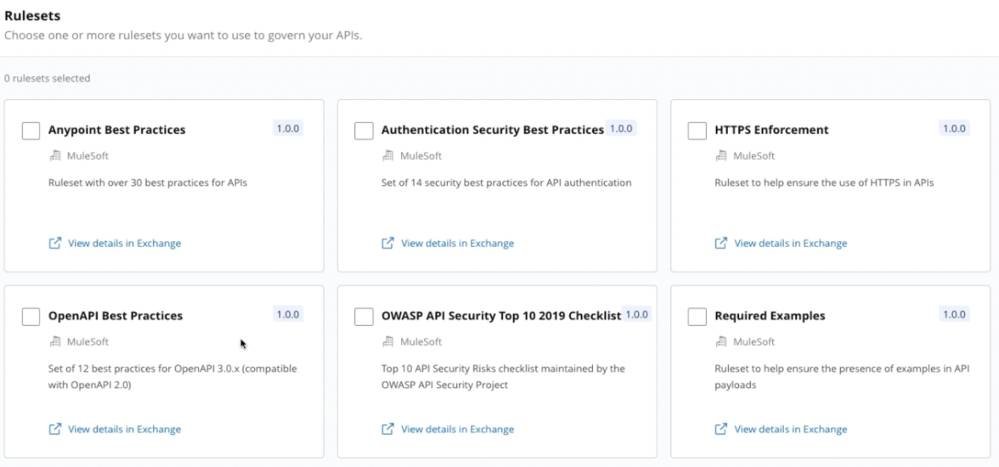 Rulesets
Choose one or more rulesets you want to use to govern your APIs.
0 rulesets selected
Anypoint Best Practices 1.0.0
MuleSoft
Ruleset with over 30 best practices for APIs
View details in Exchange
Authentication Security Best Practices 1.0.0
MuleSoft
Set of 14 security best practices for API authentication
View details in Exchange
HTTPS Enforcement 1.0.0
MuleSoft
Ruleset to help ensure the use of HTTPS in APIs
View details in Exchange
OpenAPI Best Practices 1.0.0
MuleSoft
Set of 12 best practices for OpenAPI 3.0.x (compatible
with OpenAPI 2.0)
View details in Exchange
OWASP API Security Top 10 2019 Checklist 1.0.0
MuleSoft
Top 10 API Security Risks checklist maintained by the
OWASP API Security Project
View details in Exchange
Required Examples 1.0.0
MuleSoft
Ruleset to help ensure the presence of examples in API
payloads
View details in Exchange